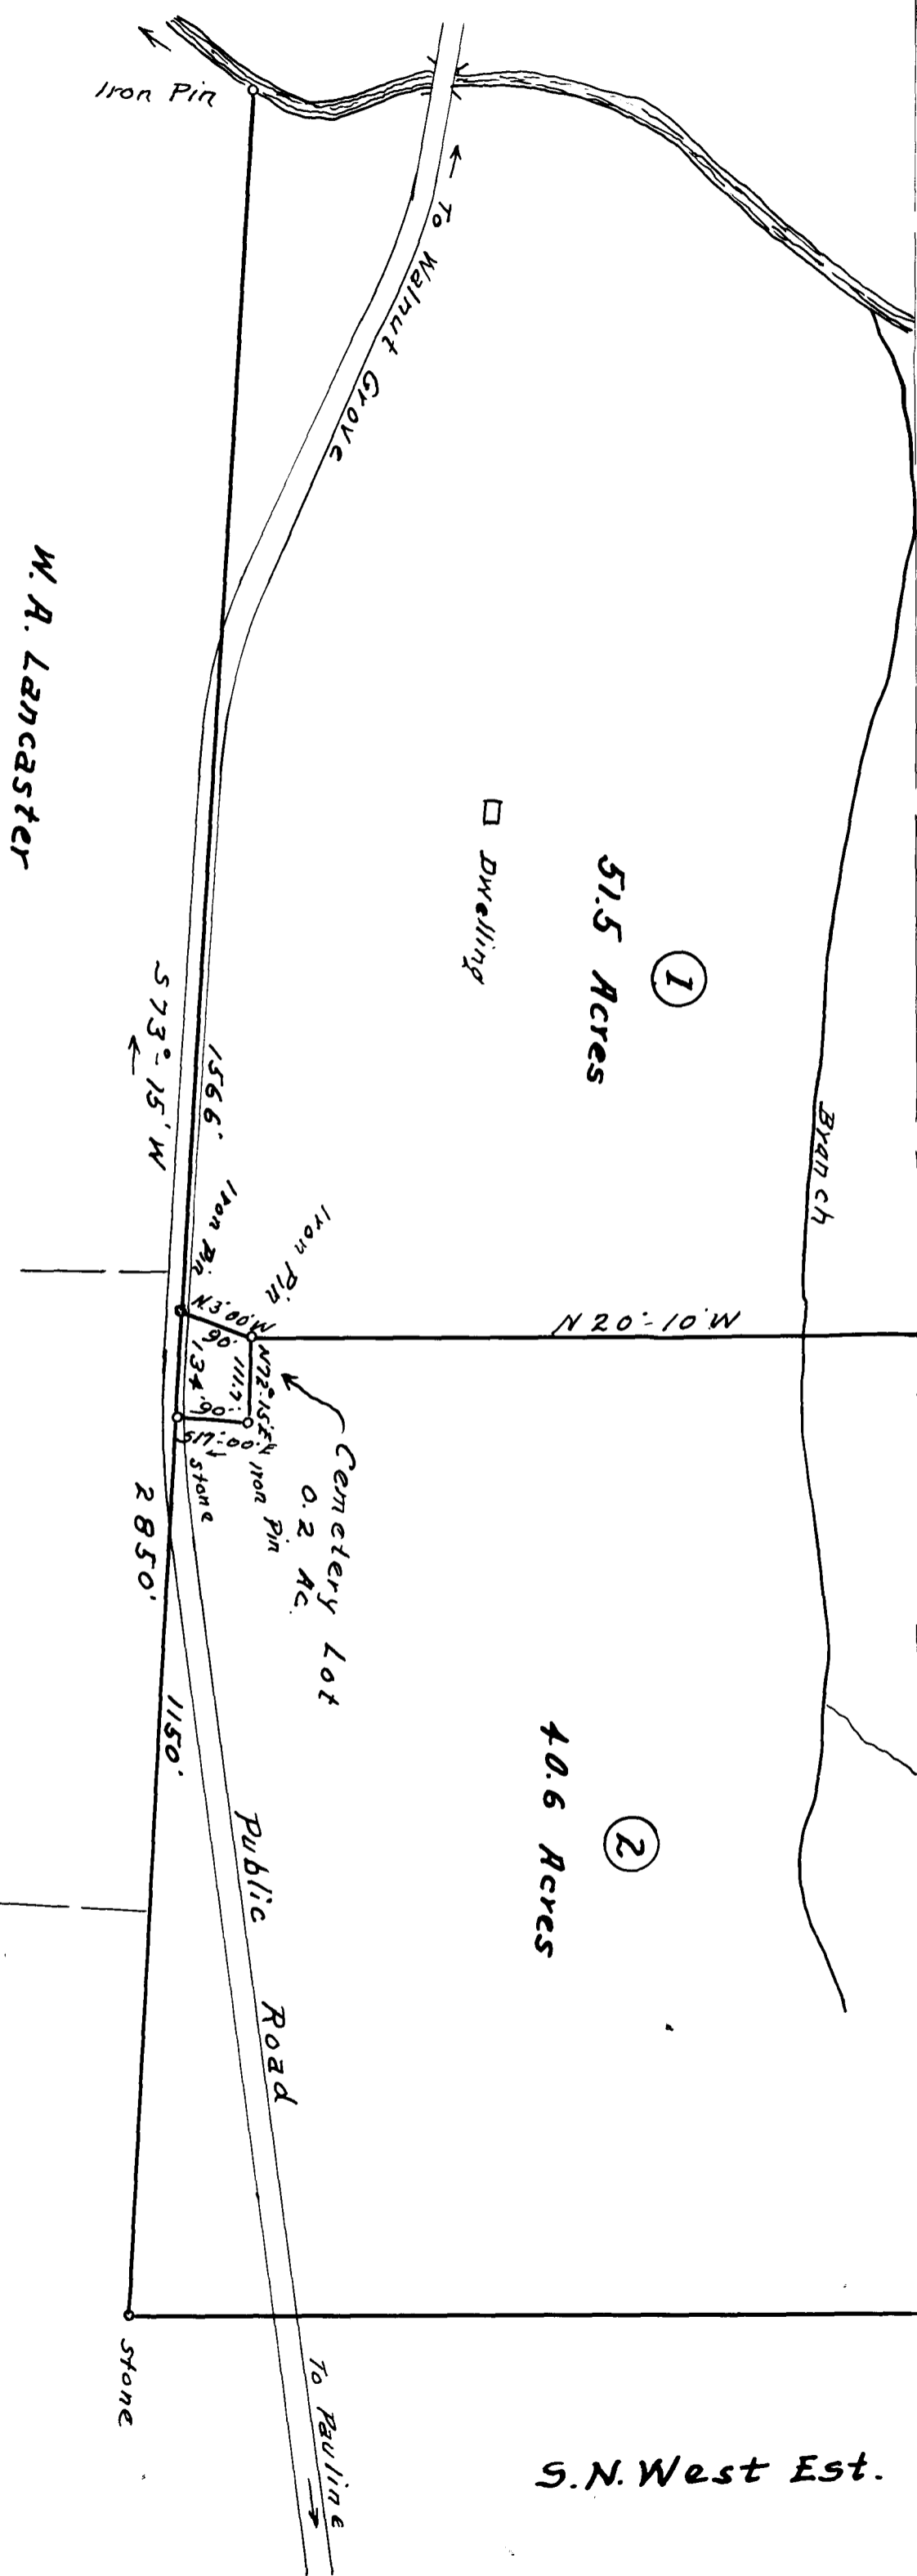 Iron Pin
← To Walnut Grove
W. A. Lancaster
Dwelling
1
51.5 Acres
Branch
S 73°- 15' W
1566'
Iron Pin
Iron Pin
N 20°- 10' W
N 3°00' W
90'
N 72°- 15' E
111.7'
134'
90'
S 17°- 00' E
Stone
Iron Pin
Cemetery Lot
0.2 Ac.
2850'
1150'
2
40.6 Acres
Public Road
To Pauline
Stone
S. N. West Est.